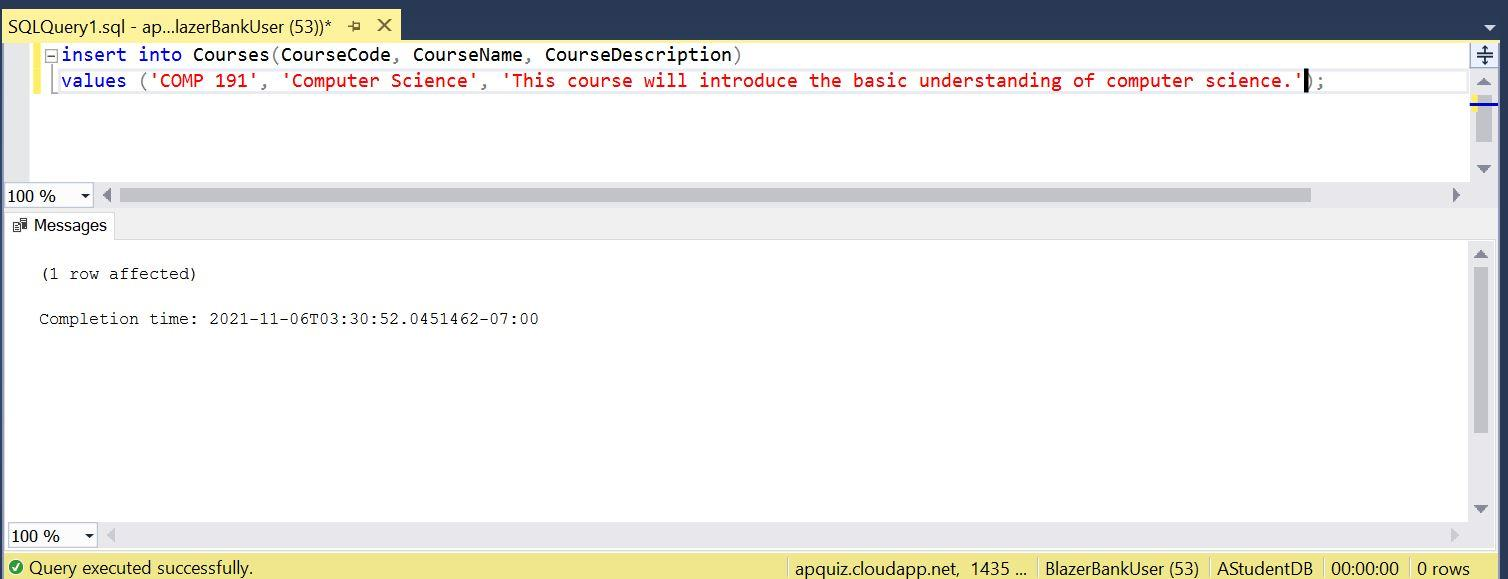 SQLQuery1.sql - ap...lazerBankUser (53))*
insert into Courses(CourseCode, CourseName, CourseDescription)
values ('COMP 191', 'Computer Science', 'This course will introduce the basic understanding of computer science.');
100 %
Messages
(1 row affected)
Completion time: 2021-11-06T03:30:52.0451462-07:00
100 %
Query executed successfully.
apquiz.cloudapp.net, 1435 ... BlazerBankUser (53) AStudentDB 00:00:00 0 rows